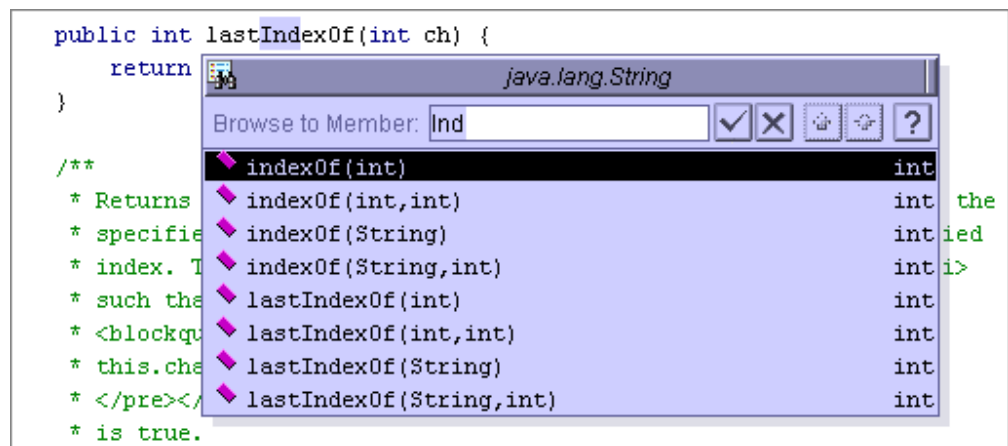 public int lastIndexOf(int ch) {
return
java.lang.String
}
Browse to Member: Ind
?
/**
indexOf(int) int
* Returns indexOf(int,int) int the
* specifie indexOf(String) int ied
* index. T indexOf(String,int) int i>
* such tha lastIndexOf(int) int
* <blockqu lastIndexOf(int,int) int
* this.cha lastIndexOf(String) int
* </pre></ lastIndexOf(String,int) int
* is true.